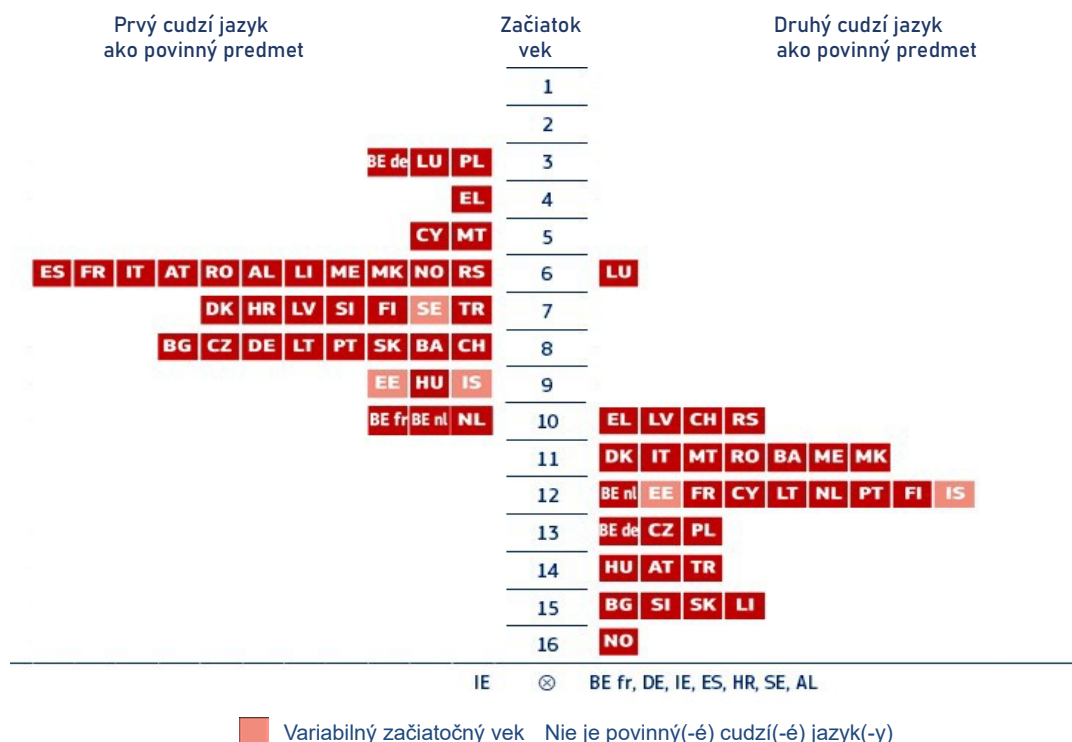 Prvý cudzí jazyk
ako povinný predmet
Začiatok
vek
Druhý cudzí jazyk
ako povinný predmet
1
2
BE de LU PL 3
EL 4
CY MT 5
ES FR IT AT RO AL LI ME MK NO RS 6 LU
DK HR LV SI FI SE TR 7
BG CZ DE LT PT SK BA CH 8
EE HU IS 9
BE fr BE nl NL 10 EL LV CH RS
11 DK IT MT RO BA ME MK
12 BE nl EE FR CY LT NL PT FI IS
13 BE de CZ PL
14 HU AT TR
15 BG SI SK LI
16 NO
IE ⊗ BE fr, DE, IE, ES, HR, SE, AL
Variabilný začiatočný vek Nie je povinný(-é) cudzí(-é) jazyk(-y)